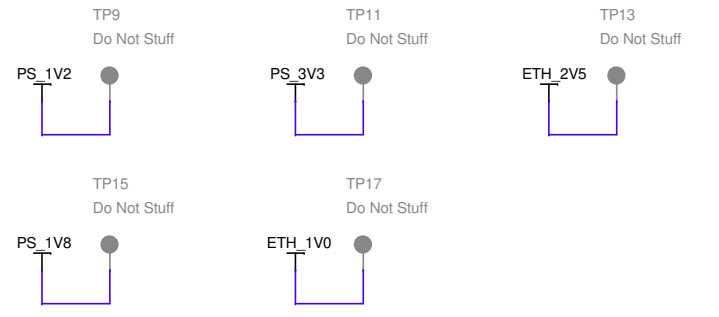 TP9
Do Not Stuff
PS_1V2
TP11
Do Not Stuff
PS_3V3
TP13
Do Not Stuff
ETH_2V5
TP15
Do Not Stuff
PS_1V8
TP17
Do Not Stuff
ETH_1V0